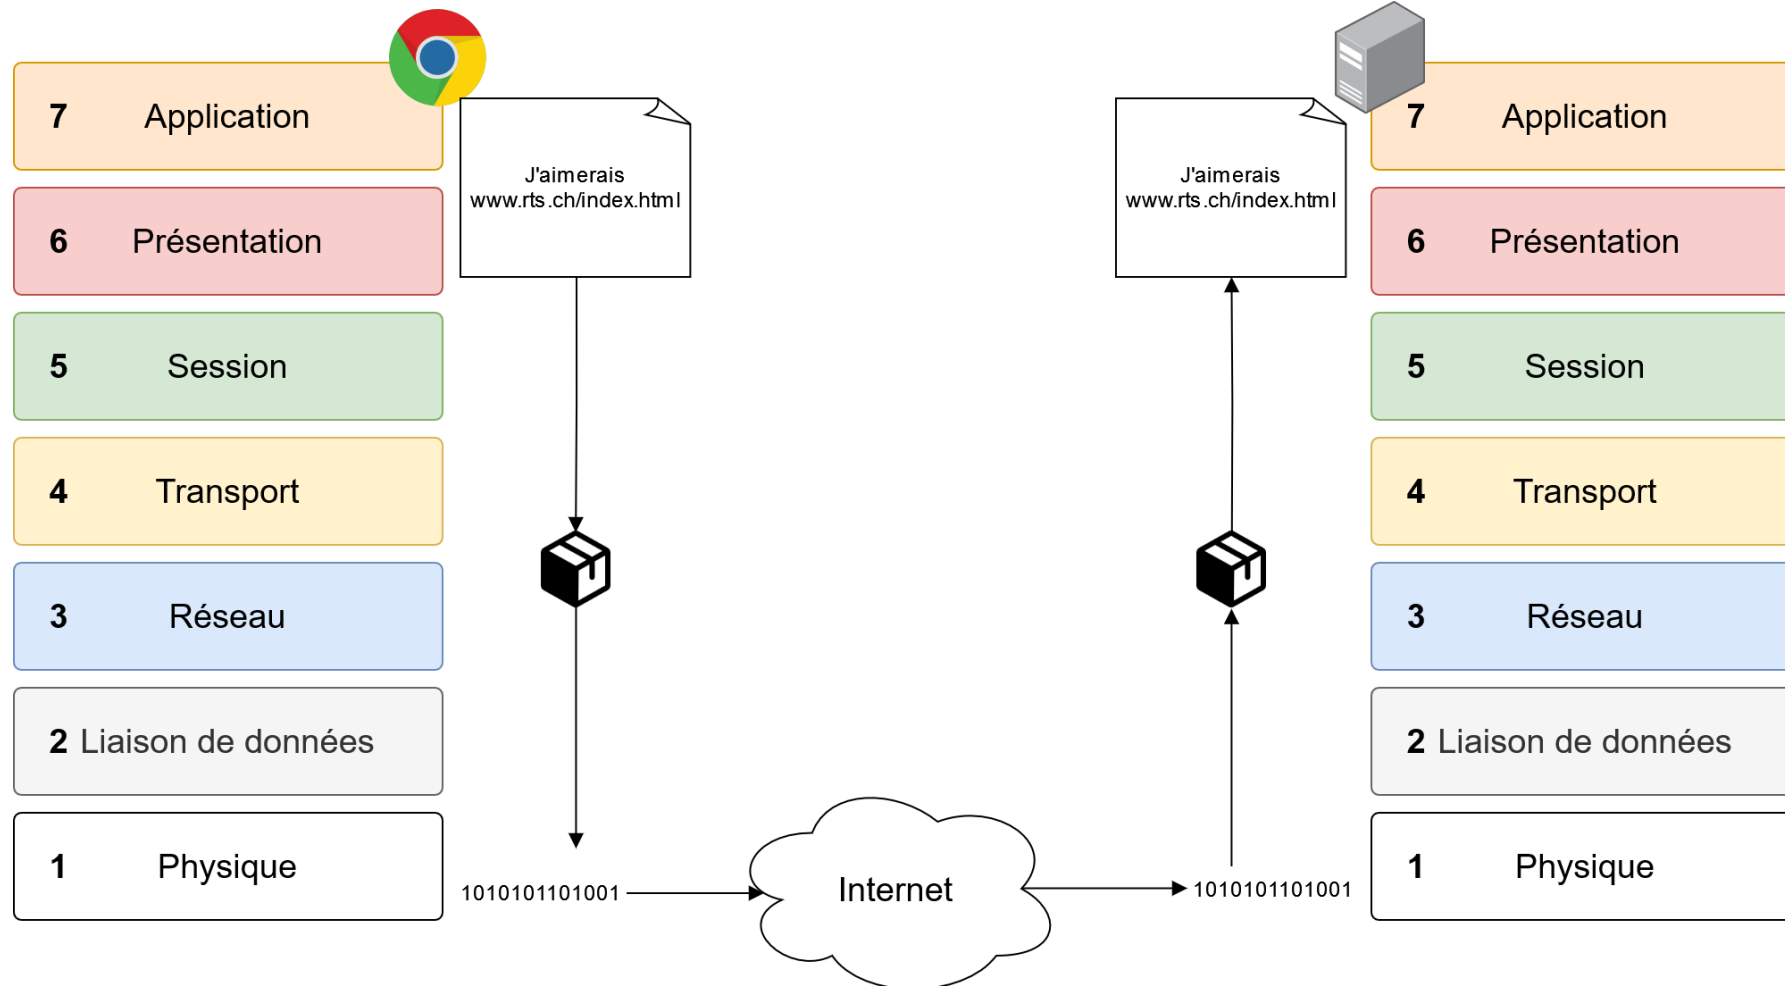 7 Application
J'aimerais
www.rts.ch/index.html
6 Présentation
5 Session
4 Transport
3 Réseau
2 Liaison de données
1 Physique
1010101101001
Internet
1010101101001
J'aimerais
www.rts.ch/index.html
7 Application
6 Présentation
5 Session
4 Transport
3 Réseau
2 Liaison de données
1 Physique